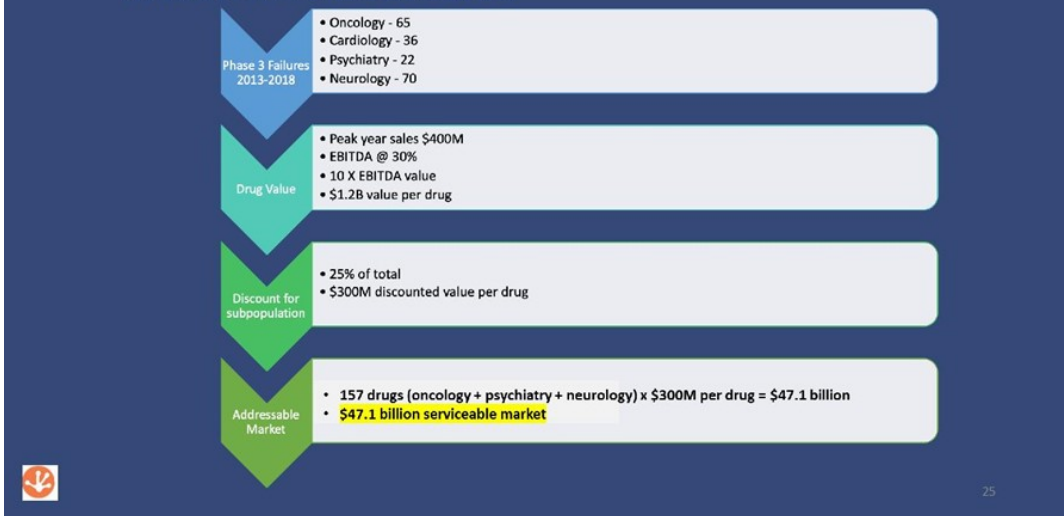 Phase 3 Failures
2013-2018
• Oncology - 65
• Cardiology - 36
• Psychiatry - 22
• Neurology - 70
Drug Value
• Peak year sales $400M
• EBITDA @ 30%
• 10 X EBITDA value
• $1.2B value per drug
Discount for
subpopulation
• 25% of total
• $300M discounted value per drug
Addressable
Market
• 157 drugs (oncology + psychiatry + neurology) x $300M per drug = $47.1 billion
• $47.1 billion serviceable market
25